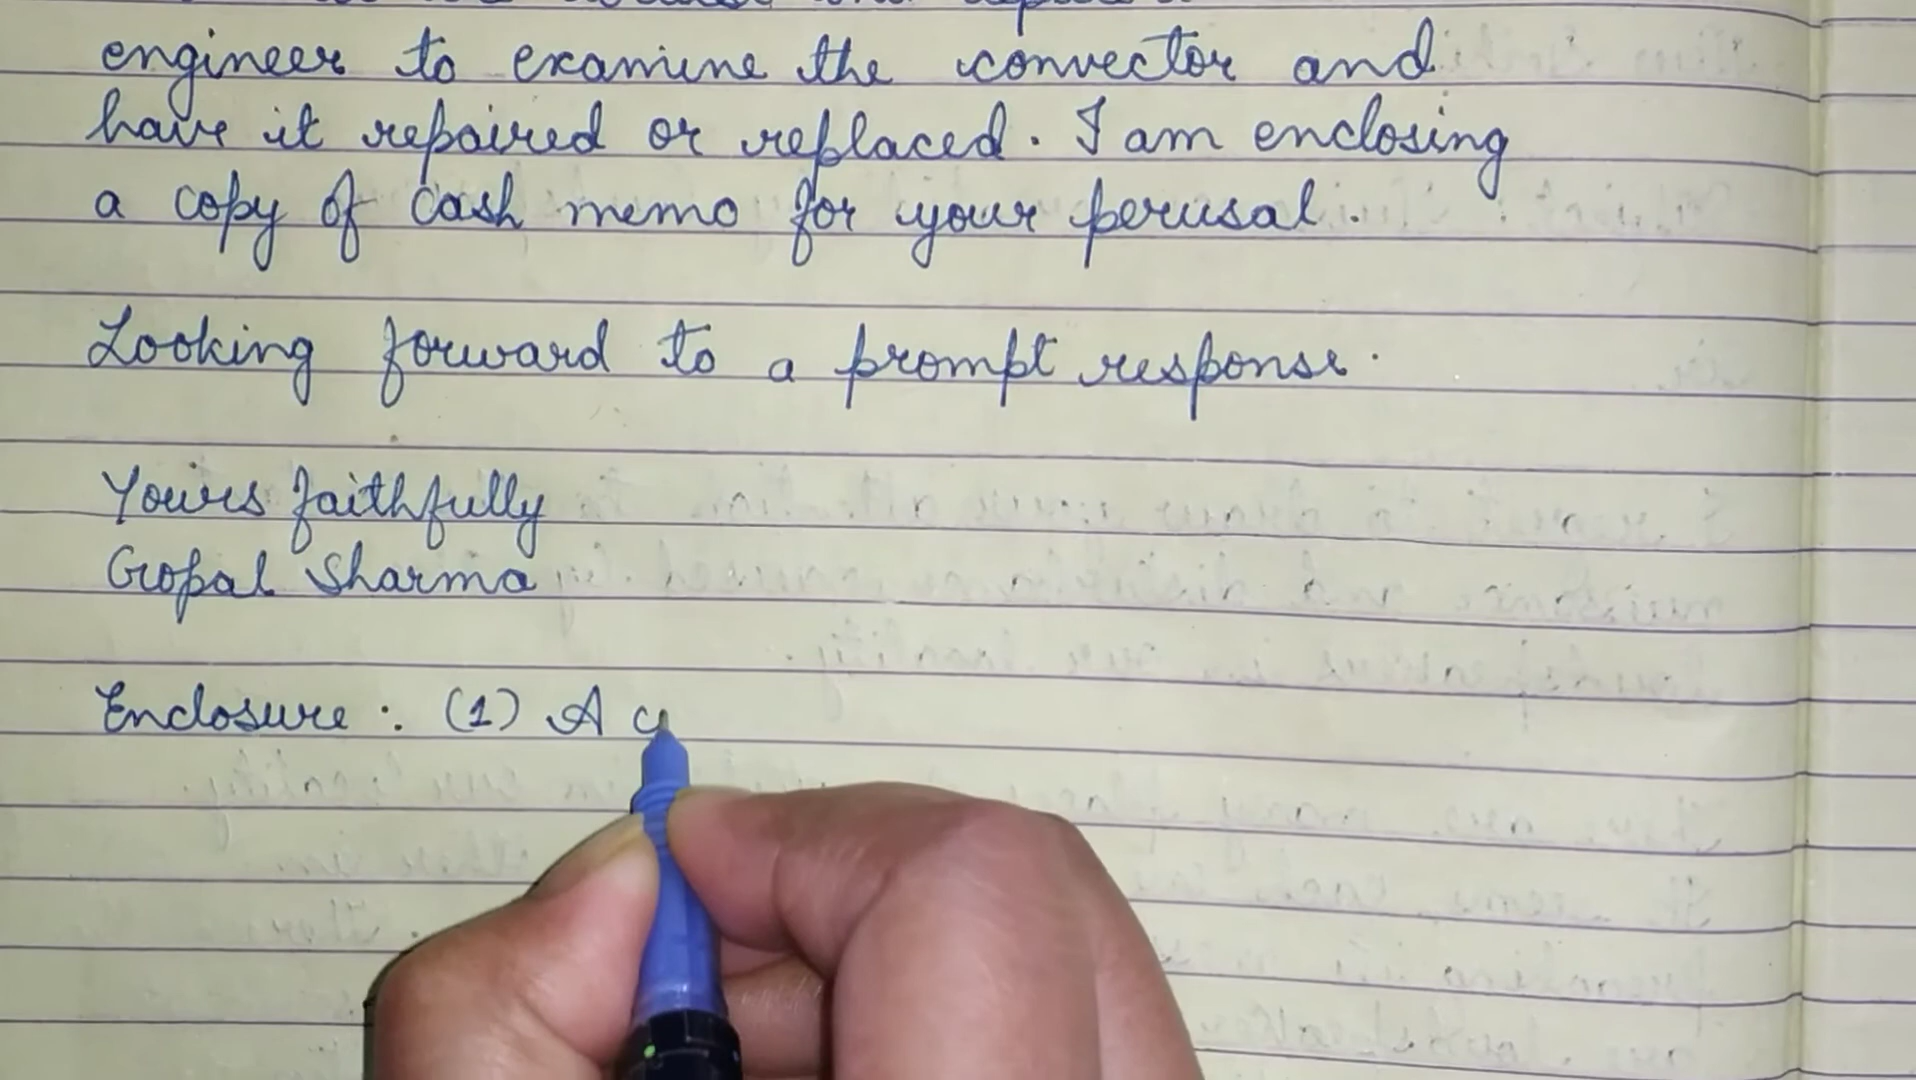 engineer to examine the convector and
have it repaired or replaced. I am enclosing
a copy of cash memo for your perusal.
Looking forward to a prompt response.
Yours faithfully
Gopal Sharma
Enclosure : (1) A